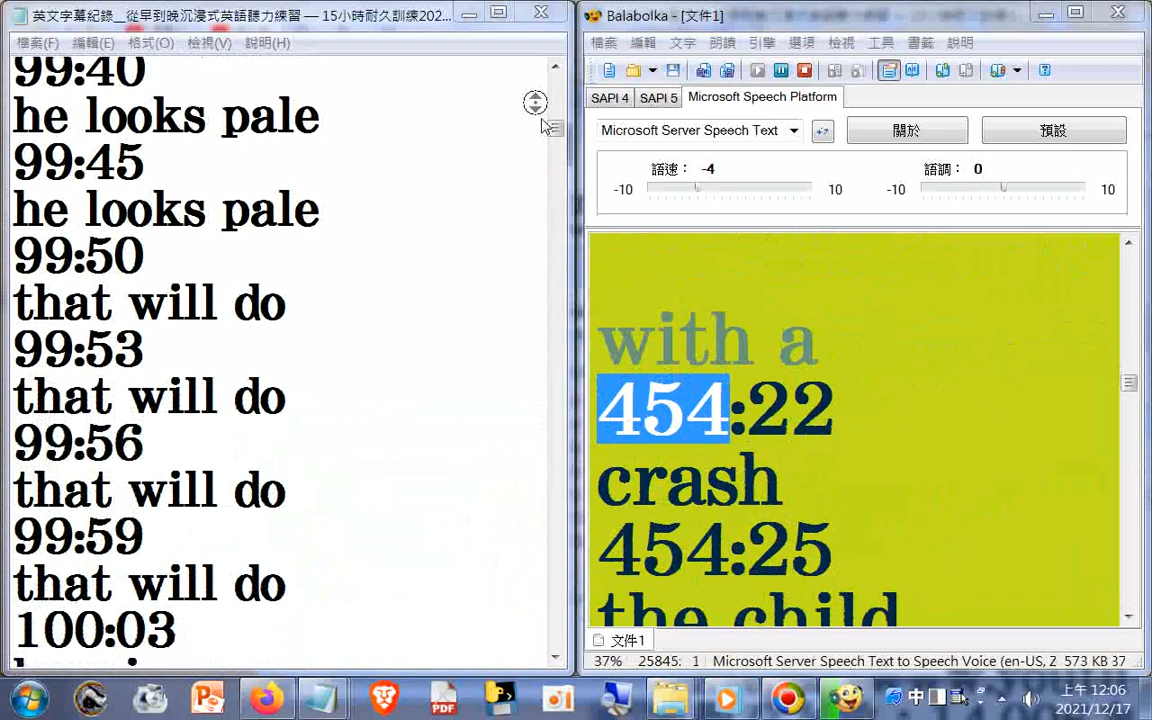 英文字幕紀錄__從早到晚沉浸式英語聽力練習 — 15小時耐久訓練202...
檔案(F) 編輯(E) 格式(O) 檢視(V) 說明(H)
99:40
he looks pale
99:45
he looks pale
99:50
that will do
99:53
that will do
99:56
that will do
99:59
that will do
100:03
Balabolka - [文件1]
檔案 編輯 文字 朗讀 引擎 選項 檢視 工具 書籤 說明
SAPI 4 SAPI 5 Microsoft Speech Platform
Microsoft Server Speech Text 關於 預設
語速: -4 語調: 0
-10 10 -10 10
with a
454:22
crash
454:25
the child
文件1
37% 25845: 1 Microsoft Server Speech Text to Speech Voice (en-US, Z 573 KB 37
PDF 中 上午 12:06
2021/12/17